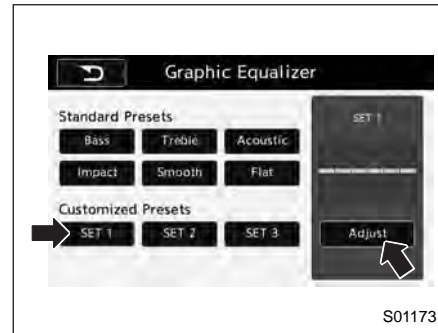 Graphic Equalizer
Standard Presets
Bass Treble Acoustic
Impact Smooth Flat
Customized Presets
SET 1 SET 2 SET 3
SET 1
Adjust
S01173